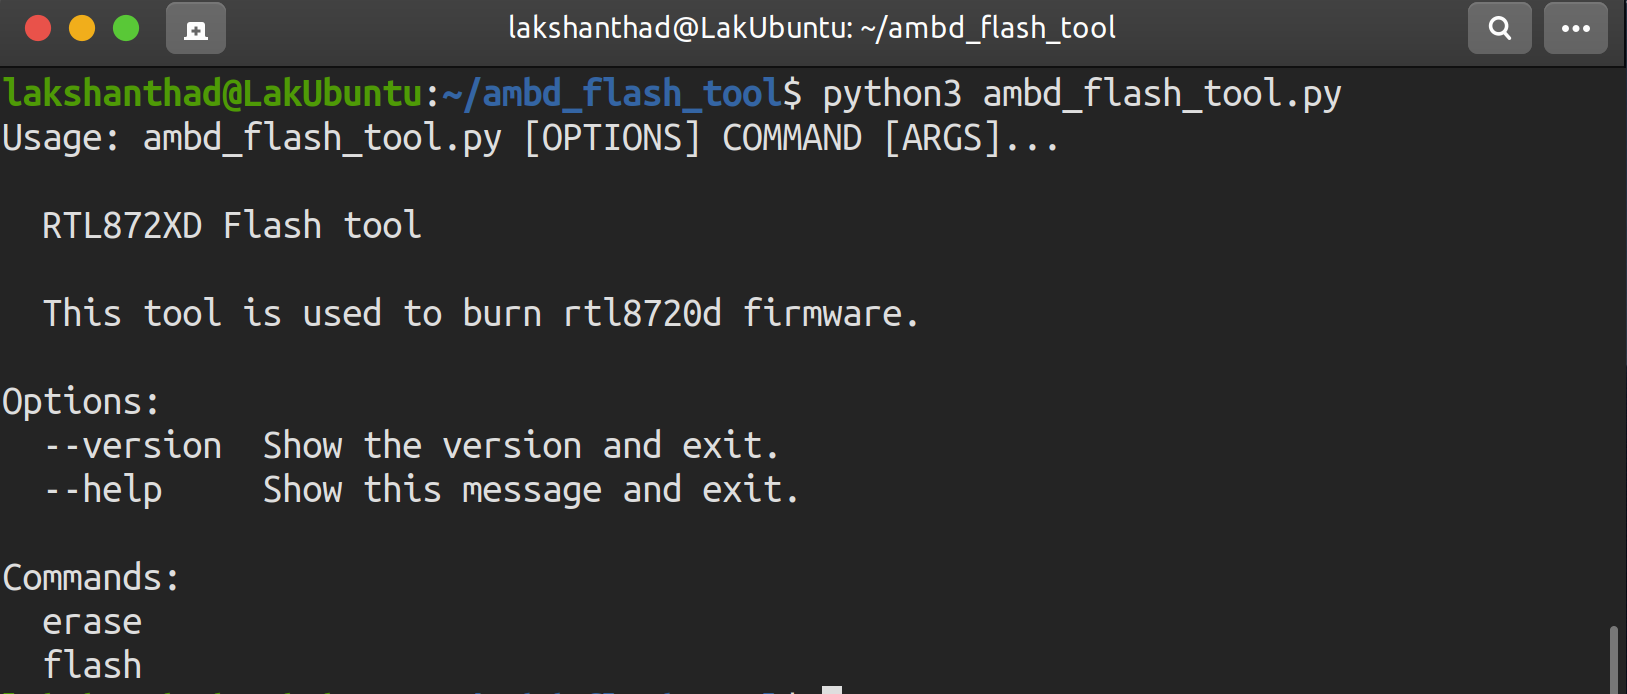 lakshanthad@LakUbuntu: ~/ambd_flash_tool
lakshanthad@LakUbuntu:~/ambd_flash_tool$ python3 ambd_flash_tool.py
Usage: ambd_flash_tool.py [OPTIONS] COMMAND [ARGS]...
RTL872XD Flash tool
This tool is used to burn rtl8720d firmware.
Options:
--version  Show the version and exit.
--help     Show this message and exit.
Commands:
erase
flash